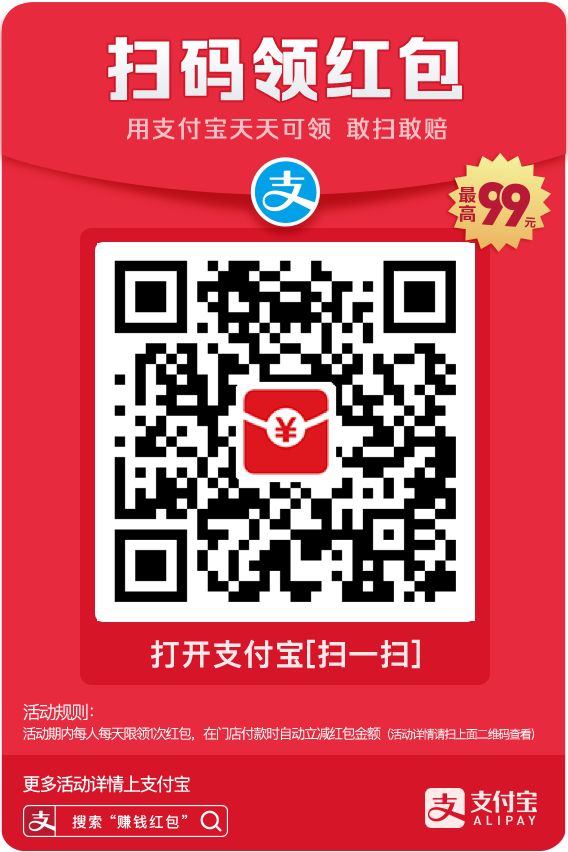 扫码领红包
用支付宝天天可领 敢扫敢赔
支
最高99元
¥
打开支付宝[扫一扫]
活动规则:
活动期内每人每天限领1次红包，在门店付款时自动立减红包金额（活动详情请扫上面二维码查看）
更多活动详情上支付宝
支 搜索“赚钱红包”
支 支付宝
ALIPAY